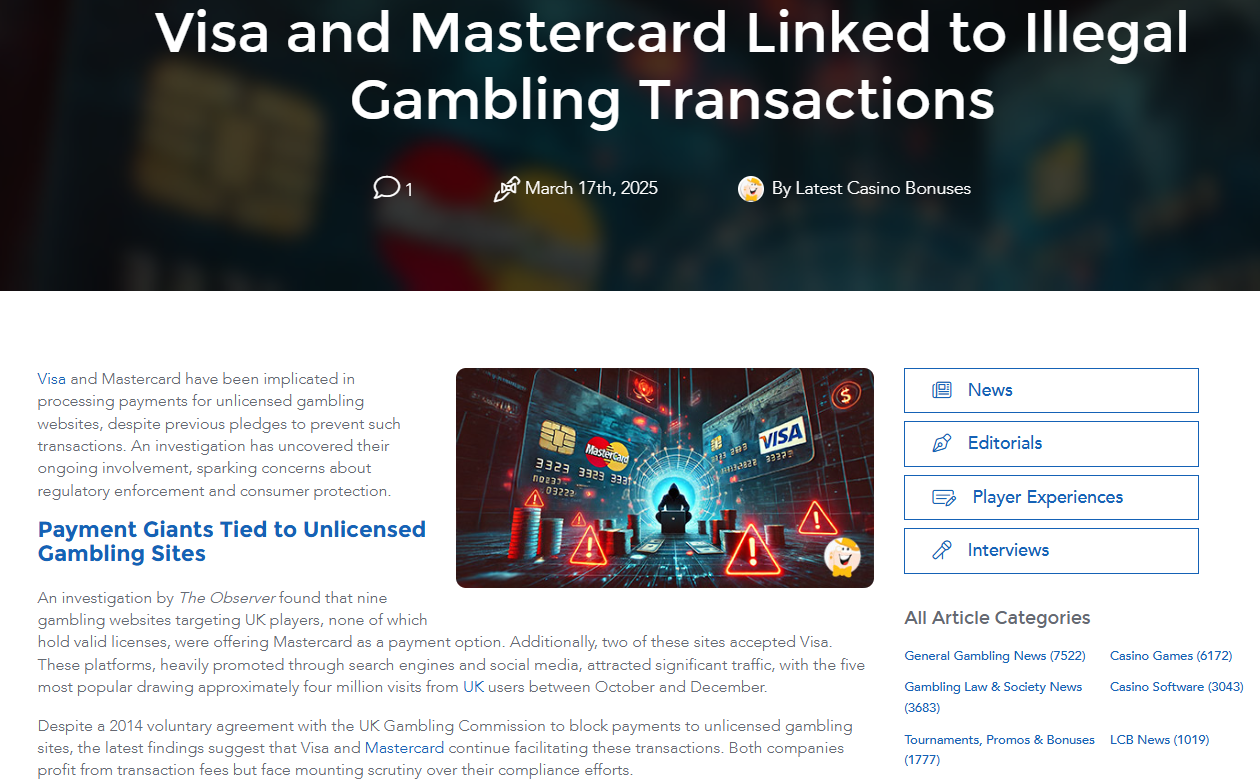 Visa and Mastercard Linked to Illegal
Gambling Transactions
1
March 17th, 2025
By Latest Casino Bonuses
Visa and Mastercard have been implicated in
processing payments for unlicensed gambling
websites, despite previous pledges to prevent such
transactions. An investigation has uncovered their
ongoing involvement, sparking concerns about
regulatory enforcement and consumer protection.
Payment Giants Tied to Unlicensed
Gambling Sites
An investigation by The Observer found that nine
gambling websites targeting UK players, none of which
hold valid licenses, were offering Mastercard as a payment option. Additionally, two of these sites accepted Visa.
These platforms, heavily promoted through search engines and social media, attracted significant traffic, with the five
most popular drawing approximately four million visits from UK users between October and December.
Despite a 2014 voluntary agreement with the UK Gambling Commission to block payments to unlicensed gambling
sites, the latest findings suggest that Visa and Mastercard continue facilitating these transactions. Both companies
profit from transaction fees but face mounting scrutiny over their compliance efforts.
MasterCard
3323 3323 333
VISA
News
Editorials
Player Experiences
Interviews
All Article Categories
General Gambling News (7522)
Casino Games (6172)
Gambling Law & Society News
(3683)
Casino Software (3043)
Tournaments, Promos & Bonuses
(1777)
LCB News (1019)